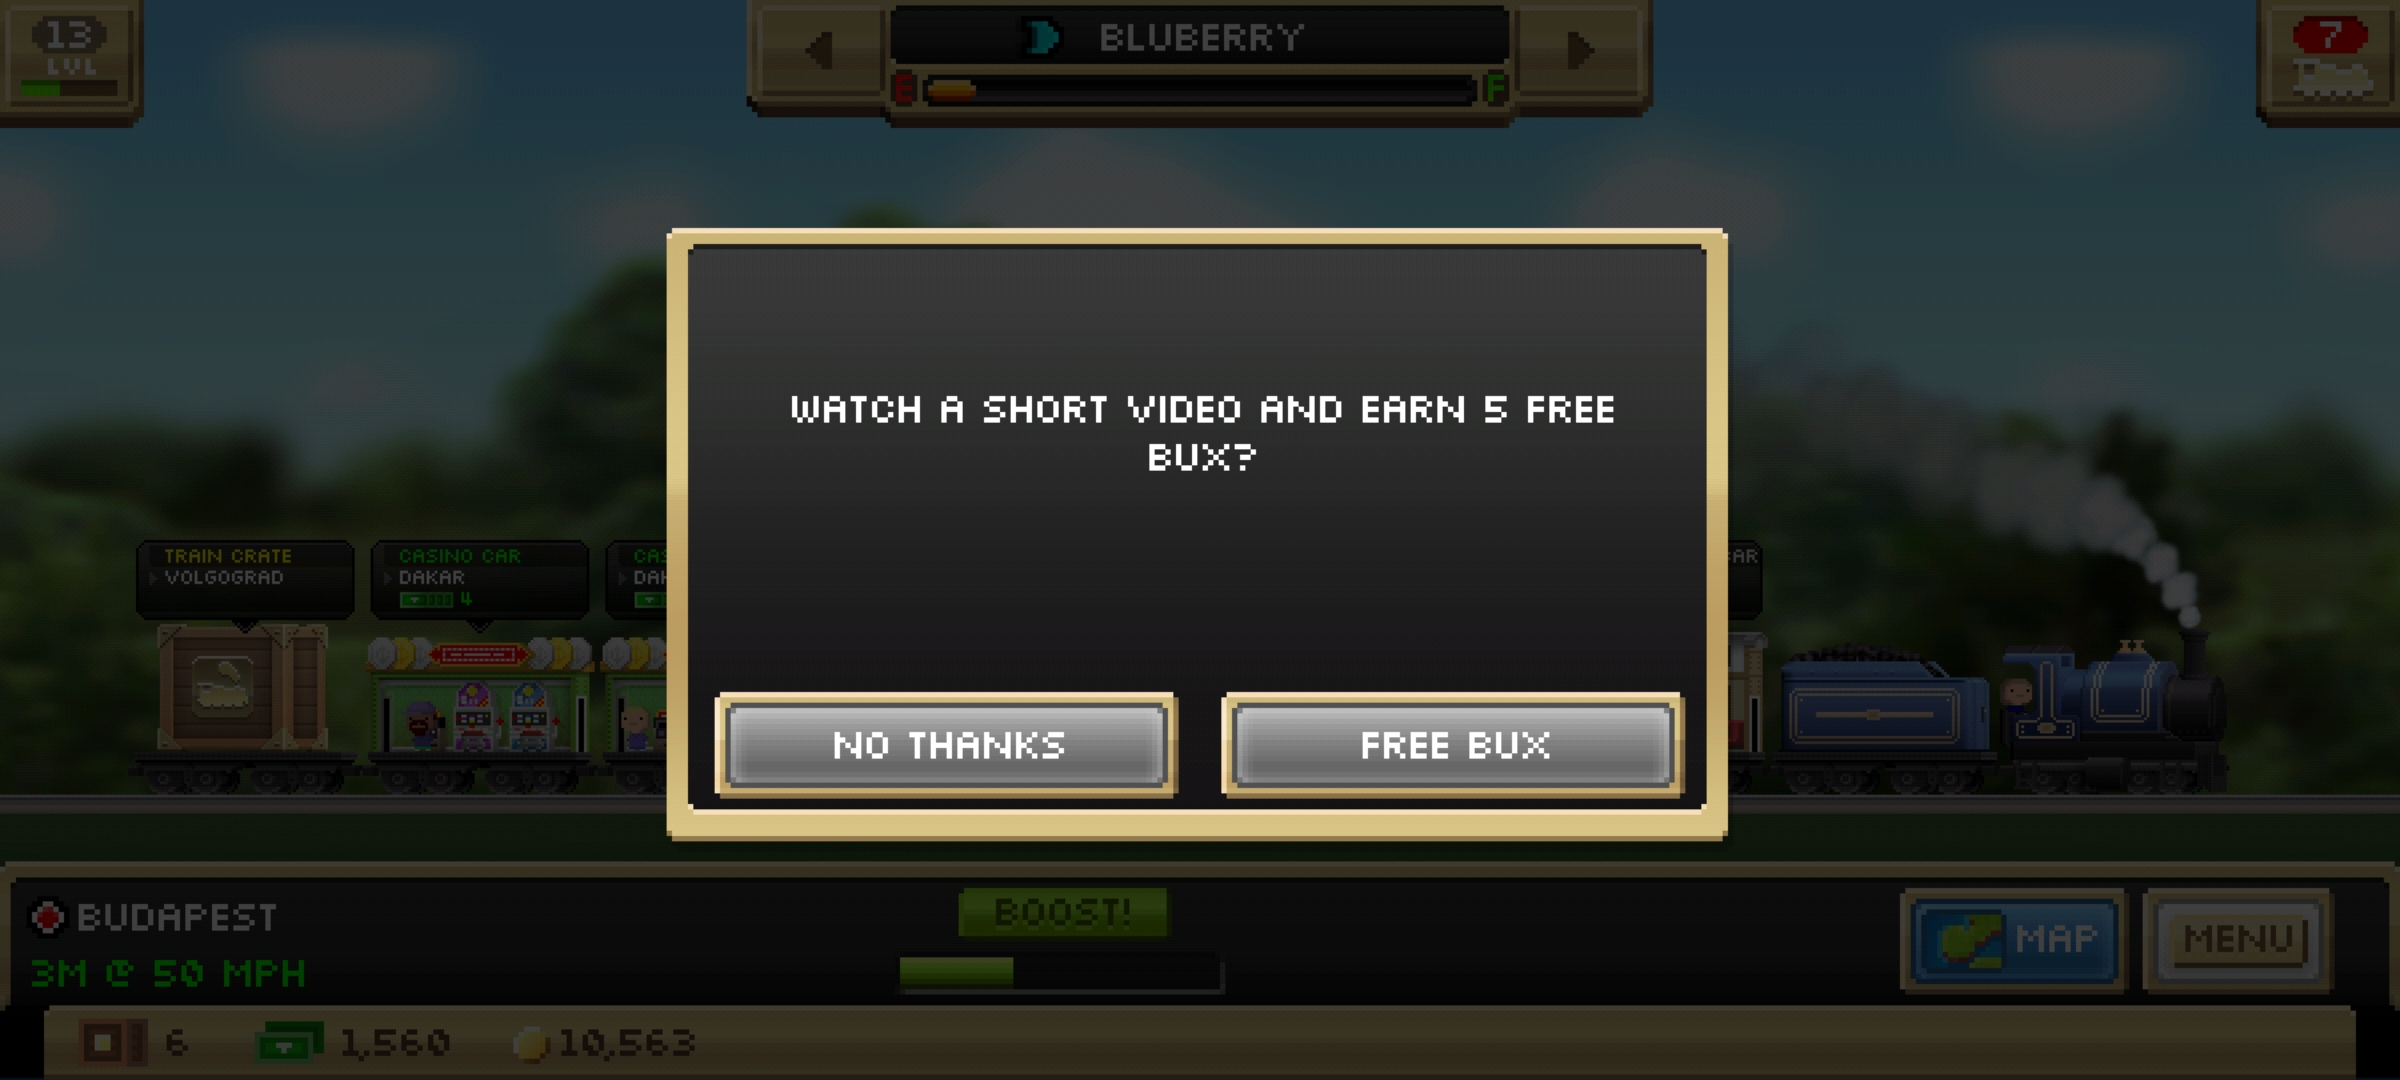 13
LVL
BLUBERRY
E
F
7
WATCH A SHORT VIDEO AND EARN 5 FREE
BUX?
NO THANKS
FREE BUX
TRAIN CRATE
VOLGOGRAD
CASINO CAR
DAKAR
4
CAS
DAK
CAR
BUDAPEST
3M @ 50 MPH
BOOST!
MAP
MENU
6
1,560
10,563